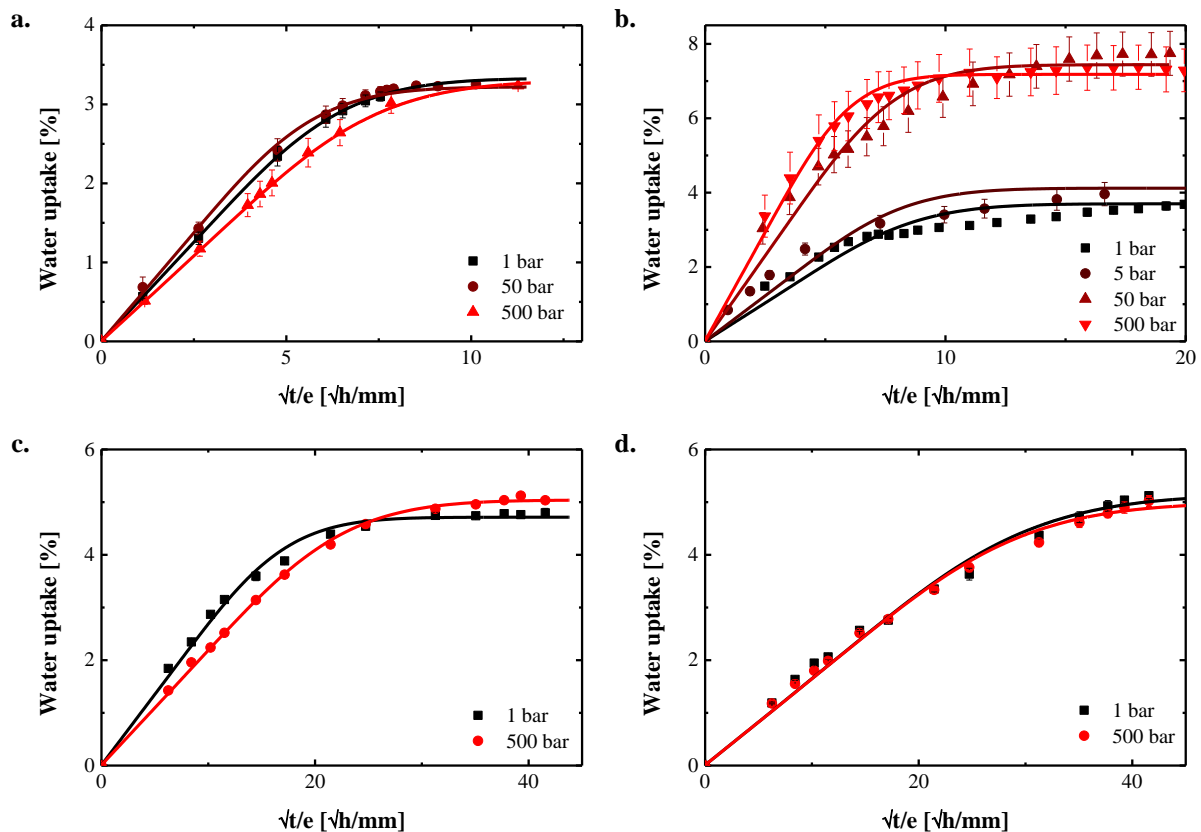 a.
Water uptake [%]
4
3
2
1
0
0
5
10
√t/e [√h/mm]
1 bar
50 bar
500 bar
b.
Water uptake [%]
8
6
4
2
0
0
5
10
15
20
√t/e [√h/mm]
1 bar
5 bar
50 bar
500 bar
c.
Water uptake [%]
6
4
2
0
0
20
40
√t/e [√h/mm]
1 bar
500 bar
d.
Water uptake [%]
6
4
2
0
0
20
40
√t/e [√h/mm]
1 bar
500 bar